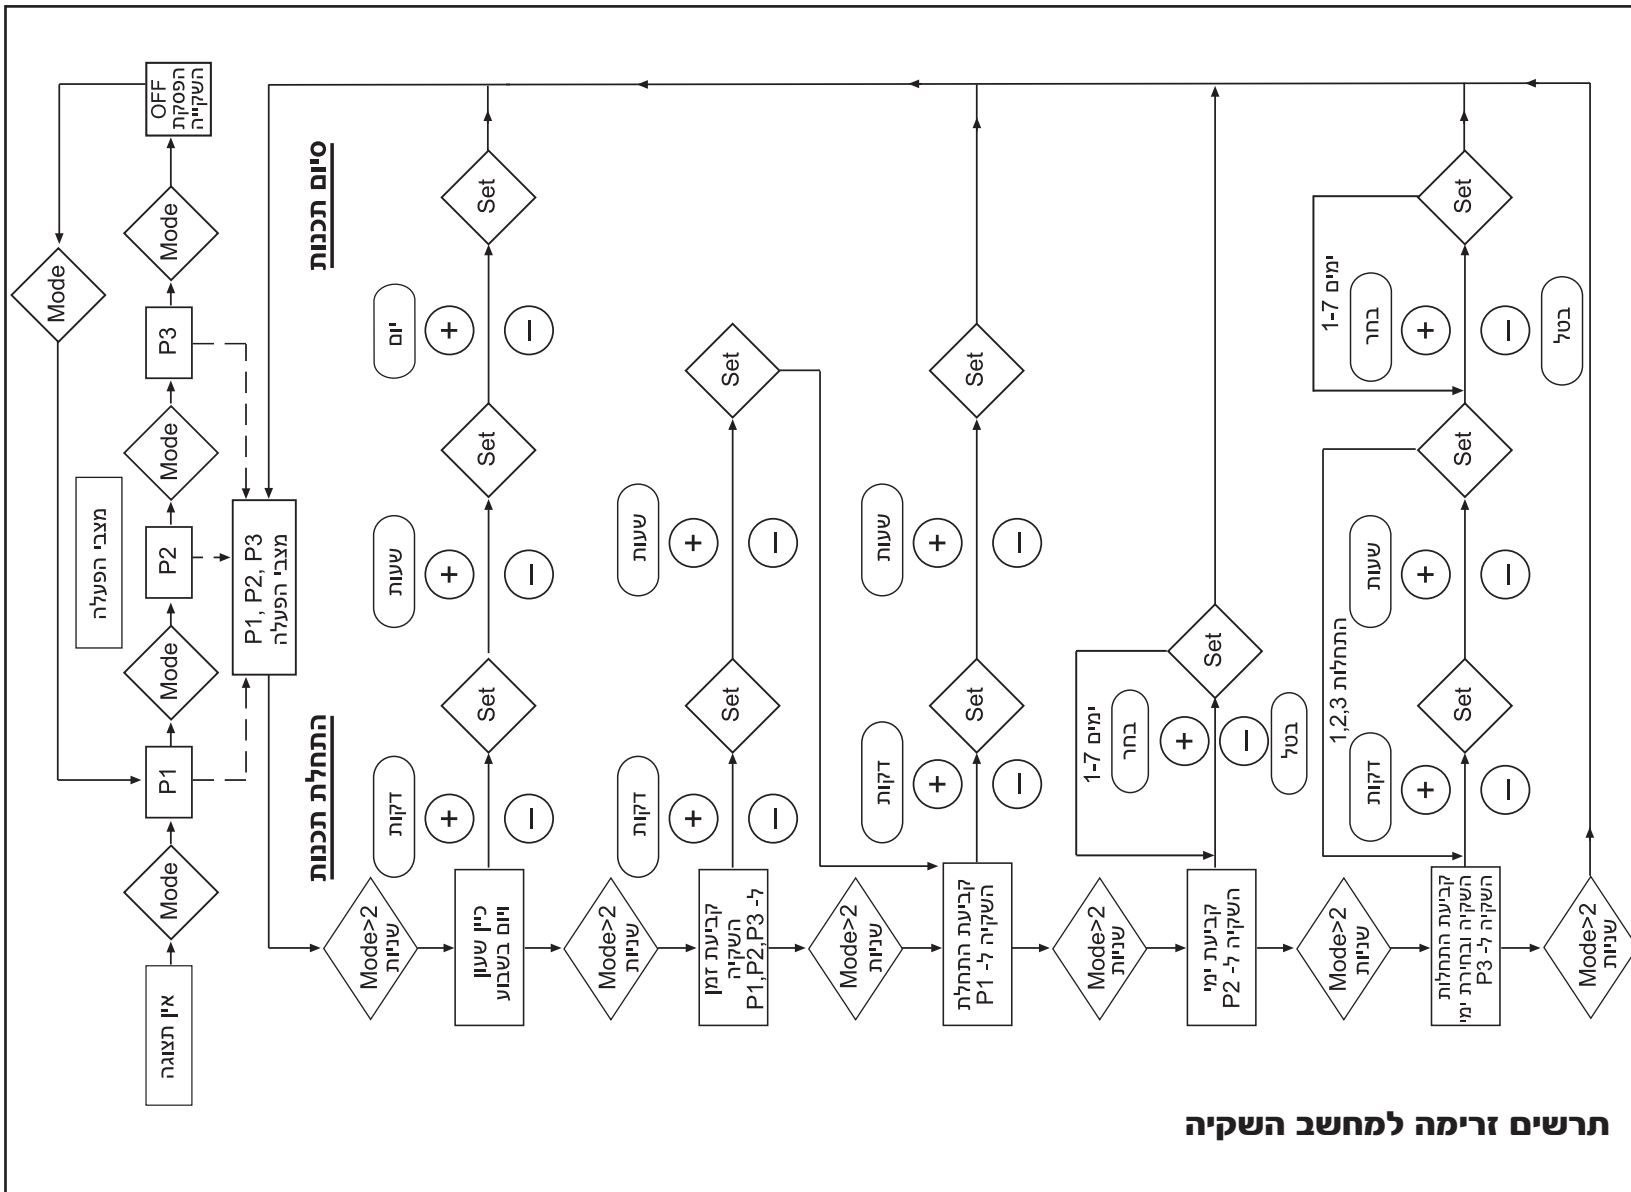 תרשים זרימה למחשב השקיה
אין תצוגה
Mode
P1
Mode
P2
Mode
P3
Mode
OFF
הפסקת
השקייה
Mode
מצבי הפעלה
P1, P2, P3
מצבי הפעלה
התחלת תכנות
סיום תכנות
Mode>2
שניות
כיין שעון
ויום בשבוע
דקות
+
−
Set
שעות
+
−
Set
יום
+
−
Set
Mode>2
שניות
קביעת זמן
השקיה
ל- P1,P2,P3
דקות
+
−
Set
שעות
+
−
Set
Mode>2
שניות
קביעת התחלת
השקיה ל- P1
דקות
+
−
Set
שעות
+
−
Set
Mode>2
שניות
קביעת ימי
השקיה ל- P2
ימים 1-7
בחר
+
−
בטל
Set
Mode>2
שניות
קביעת התחלות
השקיה ובחירת ימי
השקיה ל- P3
התחלות 1,2,3
דקות
+
−
Set
שעות
+
−
Set
ימים 1-7
בחר
+
−
בטל
Set
Mode>2
שניות